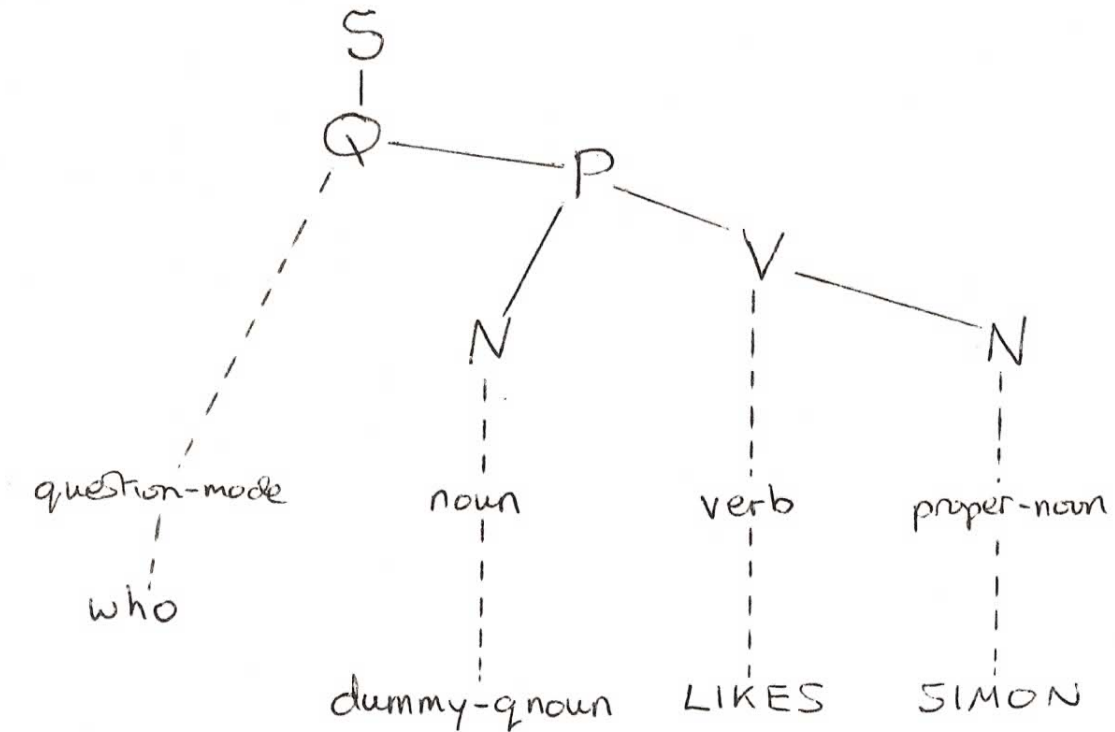 S
Q
P
V
N N
question-mode noun verb proper-noun
who
dummy-qnoun LIKES SIMON